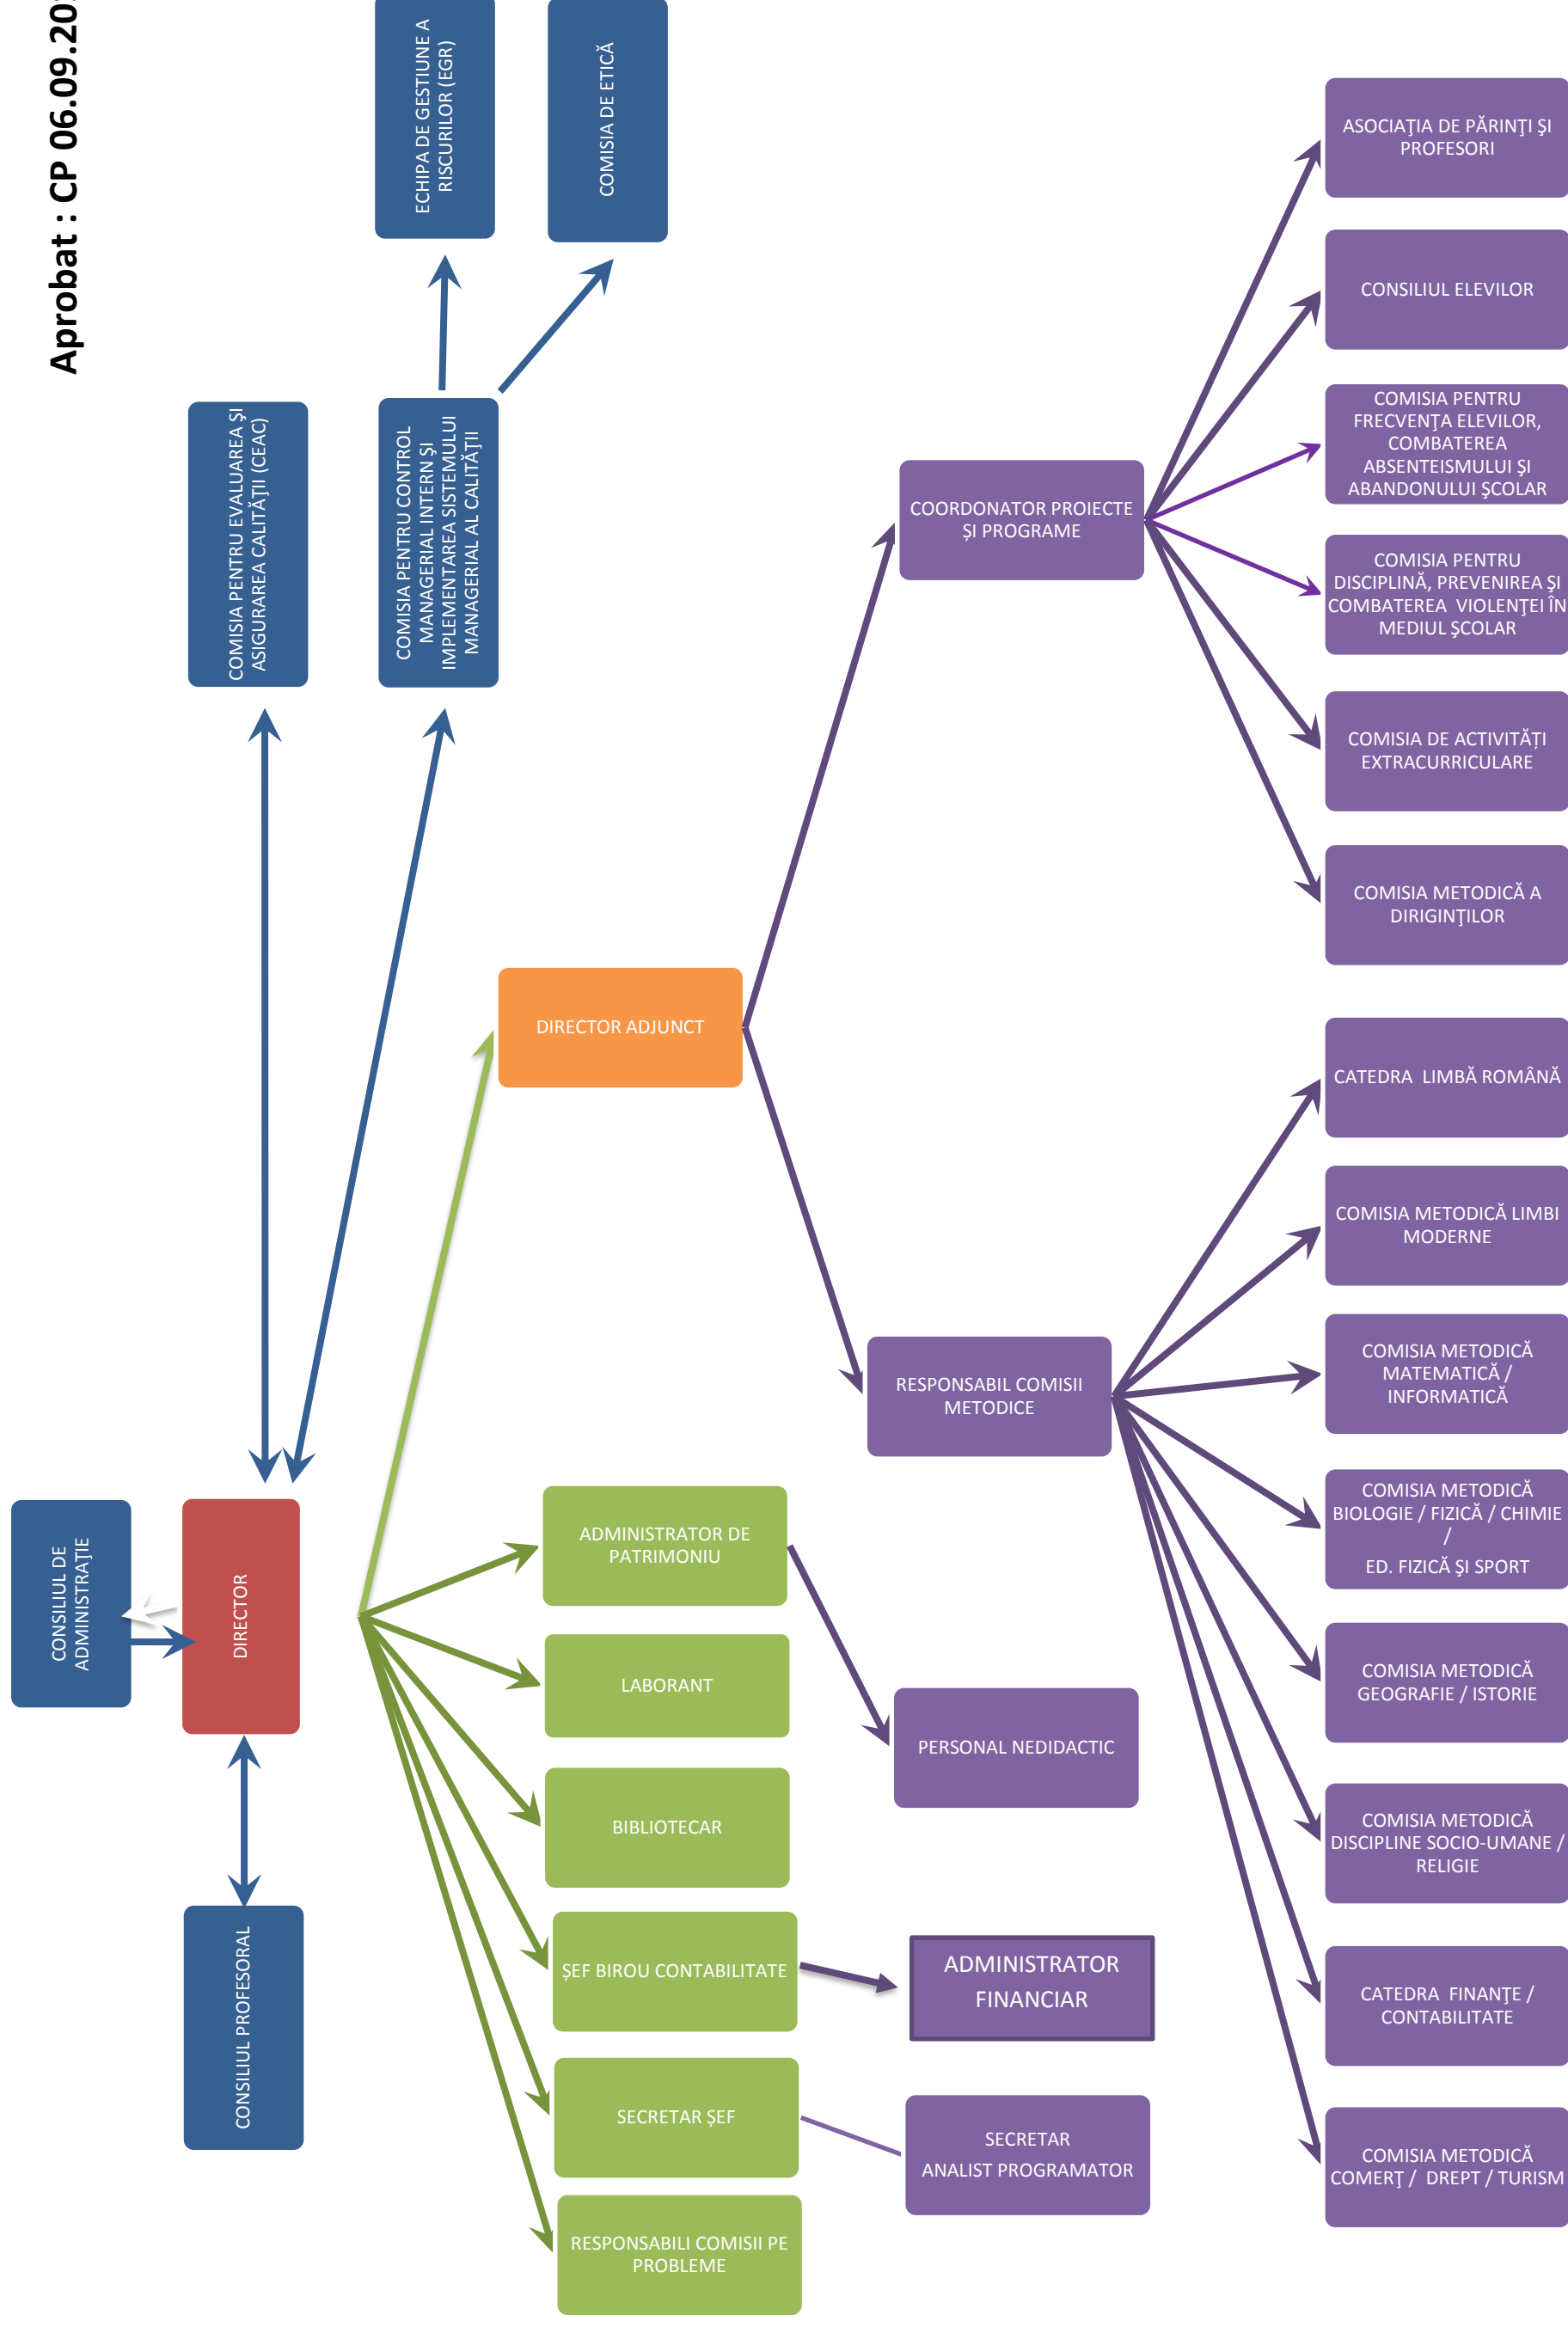 Aprobat : CP 06.09.20
ECHIPA DE GESTIUNE A
RISCURILOR (EGR)
COMISIA DE ETICĂ
COMISIA PENTRU EVALUAREA ŞI
ASIGURAREA CALITĂŢII (CEAC)
COMISIA PENTRU CONTROL
MANAGERIAL INTERN ŞI
IMPLEMENTAREA SISTEMULUI
MANAGERIAL AL CALITĂŢII
CONSILIUL DE
ADMINISTRAŢIE
DIRECTOR
CONSILIUL PROFESORAL
DIRECTOR ADJUNCT
ADMINISTRATOR DE
PATRIMONIU
LABORANT
BIBLIOTECAR
ȘEF BIROU CONTABILITATE
SECRETAR ȘEF
RESPONSABILI COMISII PE
PROBLEME
COORDONATOR PROIECTE
ȘI PROGRAME
RESPONSABIL COMISII
METODICE
PERSONAL NEDIDACTIC
ADMINISTRATOR
FINANCIAR
SECRETAR
ANALIST PROGRAMATOR
ASOCIAŢIA DE PĂRINŢI ŞI
PROFESORI
CONSILIUL ELEVILOR
COMISIA PENTRU
FRECVENŢA ELEVILOR,
COMBATEREA
ABSENTEISMULUI ŞI
ABANDONULUI ŞCOLAR
COMISIA PENTRU
DISCIPLINĂ, PREVENIREA ŞI
COMBATEREA VIOLENŢEI ÎN
MEDIUL ŞCOLAR
COMISIA DE ACTIVITĂȚI
EXTRACURRICULARE
COMISIA METODICĂ A
DIRIGINŢILOR
CATEDRA LIMBĂ ROMÂNĂ
COMISIA METODICĂ LIMBI
MODERNE
COMISIA METODICĂ
MATEMATICĂ /
INFORMATICĂ
COMISIA METODICĂ
BIOLOGIE / FIZICĂ / CHIMIE
/
ED. FIZICĂ ŞI SPORT
COMISIA METODICĂ
GEOGRAFIE / ISTORIE
COMISIA METODICĂ
DISCIPLINE SOCIO-UMANE /
RELIGIE
CATEDRA FINANŢE /
CONTABILITATE
COMISIA METODICĂ
COMERŢ / DREPT / TURISM